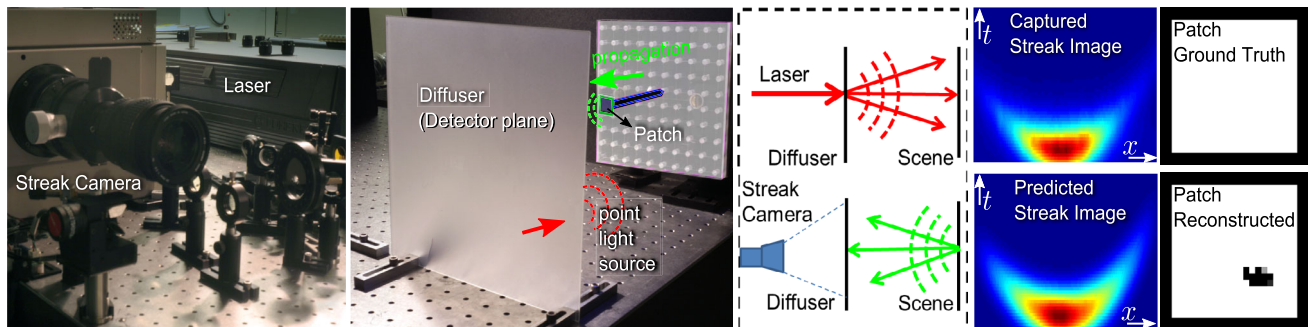 Laser
Streak Camera
Diffuser
(Detector plane)
propagation
Patch
point
light
source
Laser
Diffuser
Scene
Streak
Camera
Diffuser
Scene
Captured
Streak Image
t
x
Predicted
Streak Image
t
x
Patch
Ground Truth
Patch
Reconstructed